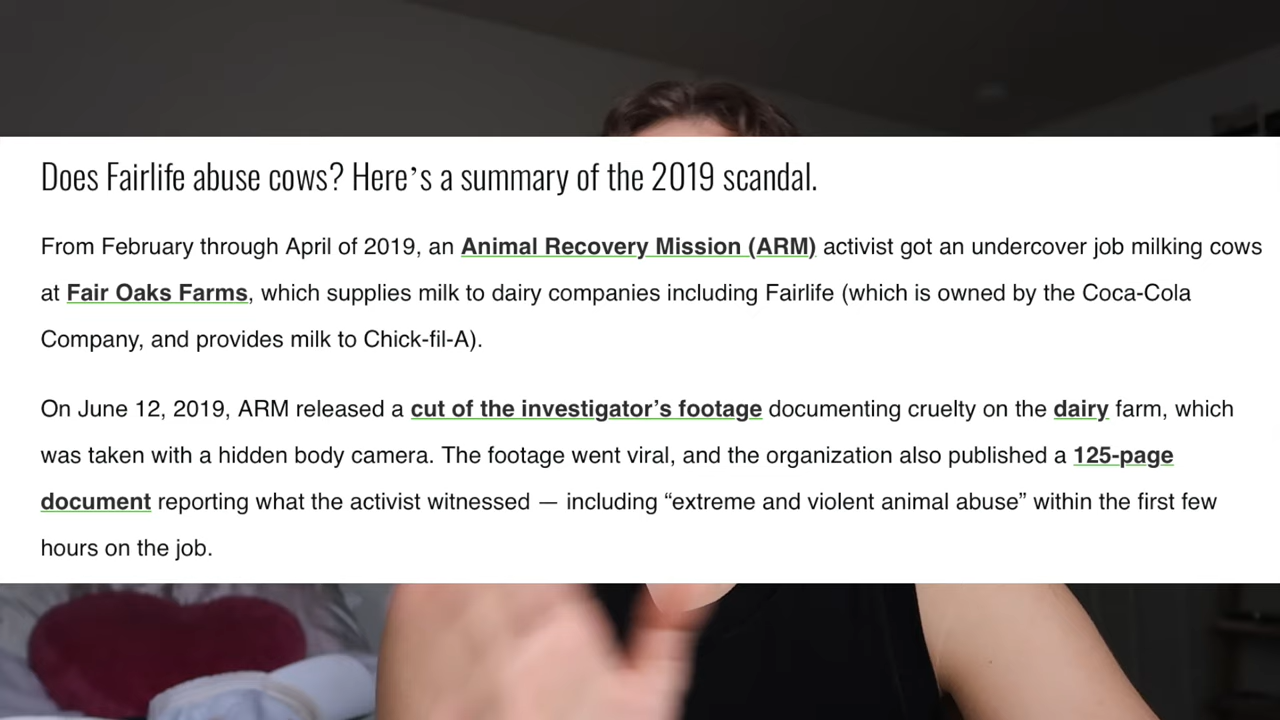 Does Fairlife abuse cows? Here’s a summary of the 2019 scandal.
From February through April of 2019, an Animal Recovery Mission (ARM) activist got an undercover job milking cows
at Fair Oaks Farms, which supplies milk to dairy companies including Fairlife (which is owned by the Coca-Cola
Company, and provides milk to Chick-fil-A).
On June 12, 2019, ARM released a cut of the investigator’s footage documenting cruelty on the dairy farm, which
was taken with a hidden body camera. The footage went viral, and the organization also published a 125-page
document reporting what the activist witnessed — including “extreme and violent animal abuse” within the first few
hours on the job.